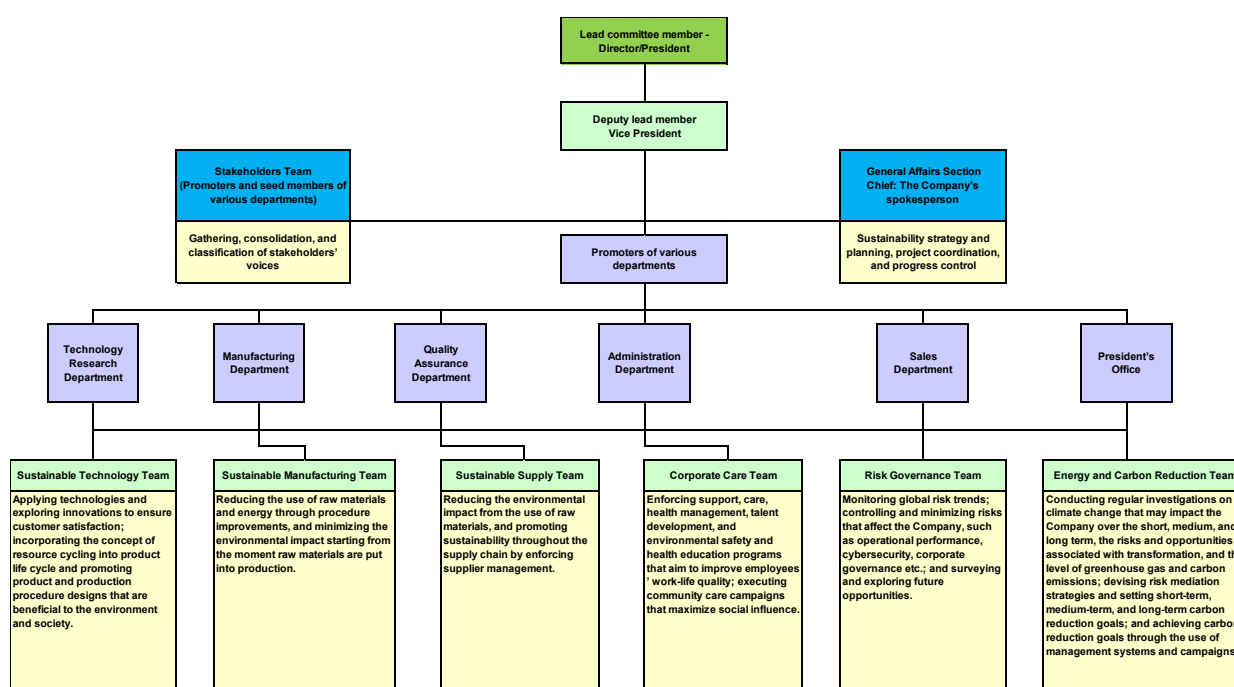 Lead committee member -
Director/President
Deputy lead member
Vice President
Stakeholders Team
(Promoters and seed members of
various departments)
Gathering, consolidation, and
classification of stakeholders’
voices
General Affairs Section
Chief: The Company’s
spokesperson
Sustainability strategy and
planning, project coordination,
and progress control
Promoters of various
departments
Technology
Research
Department
Manufacturing
Department
Quality
Assurance
Department
Administration
Department
Sales
Department
President’s
Office
Sustainable Technology Team
Applying technologies and
exploring innovations to ensure
customer satisfaction;
incorporating the concept of
resource cycling into product
life cycle and promoting
product and production
procedure designs that are
beneficial to the environment
and society.
Sustainable Manufacturing Team
Reducing the use of raw materials
and energy through procedure
improvements, and minimizing the
environmental impact starting from
the moment raw materials are put
into production.
Sustainable Supply Team
Reducing the environmental
impact from the use of raw
materials, and promoting
sustainability throughout the
supply chain by enforcing
supplier management.
Corporate Care Team
Enforcing support, care,
health management, talent
development, and
environmental safety and
health education programs
that aim to improve employees
’ work-life quality; executing
community care campaigns
that maximize social influence.
Risk Governance Team
Monitoring global risk trends;
controlling and minimizing risks
that affect the Company, such
as operational performance,
cybersecurity, corporate
governance etc.; and surveying
and exploring future
opportunities.
Energy and Carbon Reduction Team
Conducting regular investigations on
climate change that may impact the
Company over the short, medium, and
long term, the risks and opportunities
associated with transformation, and th
level of greenhouse gas and carbon
emissions; devising risk mediation
strategies and setting short-term,
medium-term, and long-term carbon
reduction goals; and achieving carbon
reduction goals through the use of
management systems and campaigns